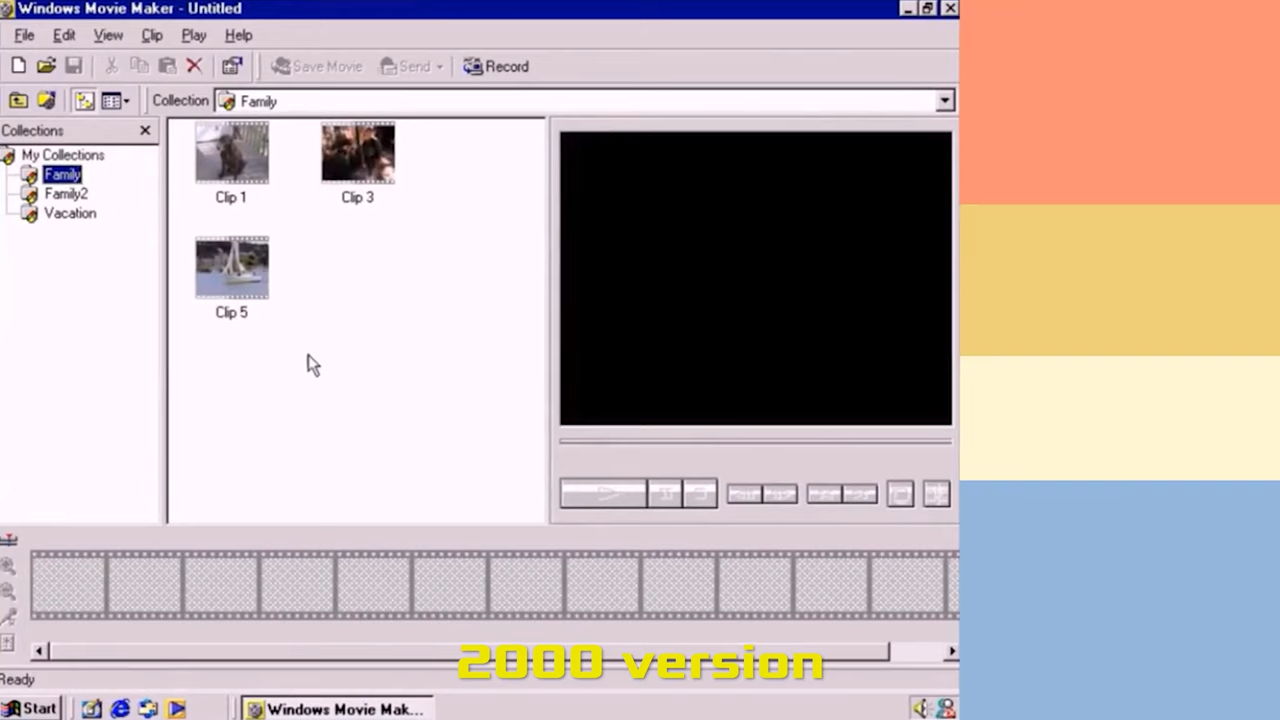 Windows Movie Maker - Untitled
File Edit View Clip Play Help
Save Movie Send Record
Collection Family
Collections
My Collections
Family
Family2
Vacation
Clip 1
Clip 3
Clip 5
2000 version
Ready
Start Windows Movie Mak...